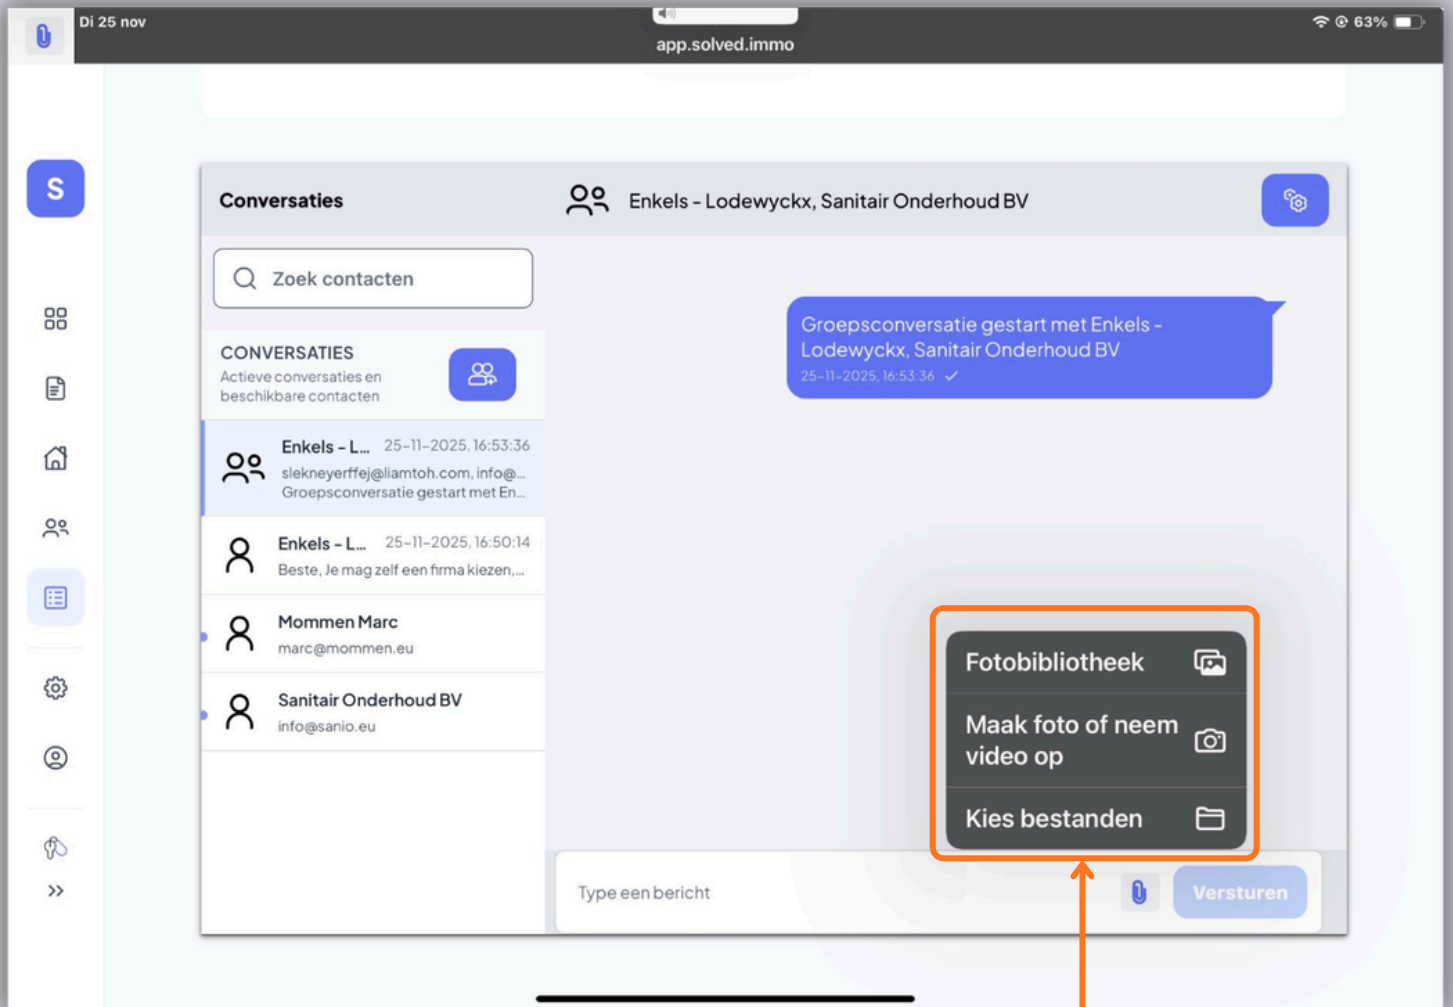 Di 25 nov
63%
app.solved.immo
S
Conversaties
Enkels - Lodewyckx, Sanitair Onderhoud BV
Zoek contacten
CONVERSATIES
Actieve conversaties en
beschikbare contacten
Groepsconversatie gestart met Enkels -
Lodewyckx, Sanitair Onderhoud BV
25-11-2025, 16:53:36
Enkels - L... 25-11-2025, 16:53:36
slekneyerffej@liamtoh.com, info@...
Groepsconversatie gestart met En...
Enkels - L... 25-11-2025, 16:50:14
Beste, Je mag zelf een firma kiezen,...
Mommen Marc
marc@mommen.eu
Sanitair Onderhoud BV
info@sanio.eu
Fotobibliotheek
Maak foto of neem
video op
Kies bestanden
Type een bericht
Versturen